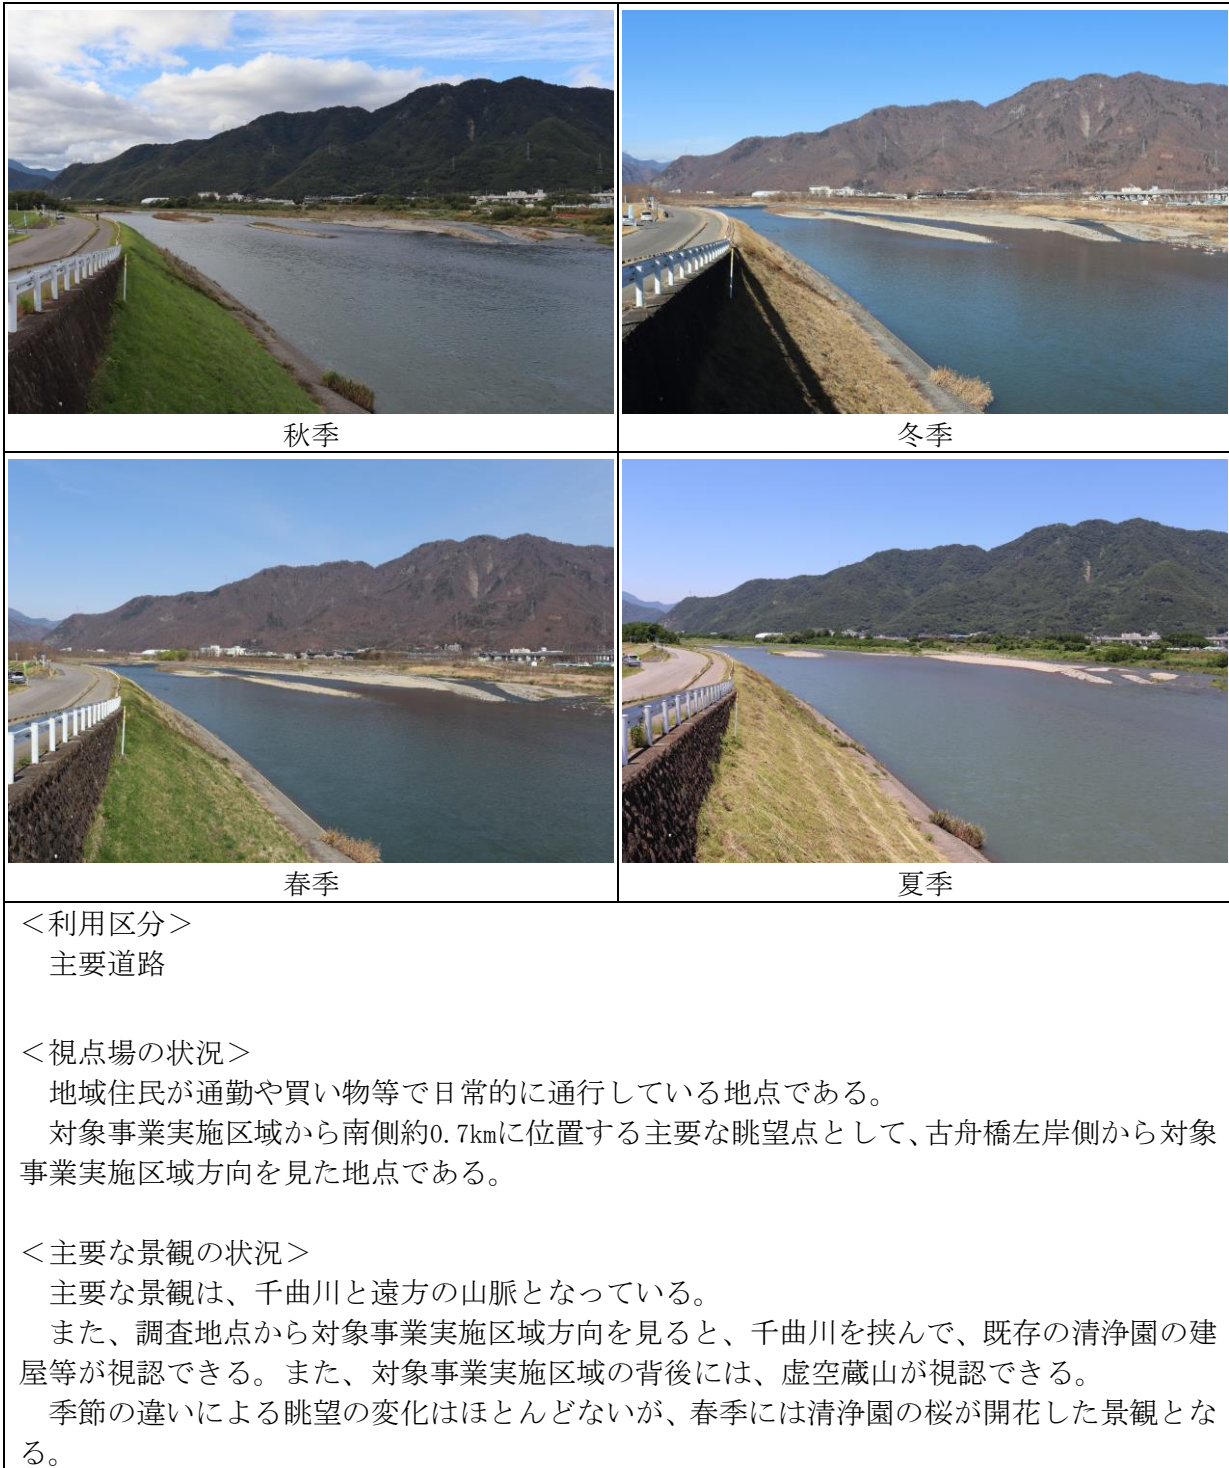 秋季
冬季
春季
夏季
＜利用区分＞
主要道路
＜視点場の状況＞
地域住民が通勤や買い物等で日常的に通行している地点である。
対象事業実施区域から南側約0.7kmに位置する主要な眺望点として、古舟橋左岸側から対象
事業実施区域方向を見た地点である。
＜主要な景観の状況＞
主要な景観は、千曲川と遠方の山脈となっている。
また、調査地点から対象事業実施区域方向を見ると、千曲川を挟んで、既存の清浄園の建
屋等が視認できる。また、対象事業実施区域の背後には、虚空蔵山が視認できる。
季節の違いによる眺望の変化はほとんどないが、春季には清浄園の桜が開花した景観とな
る。